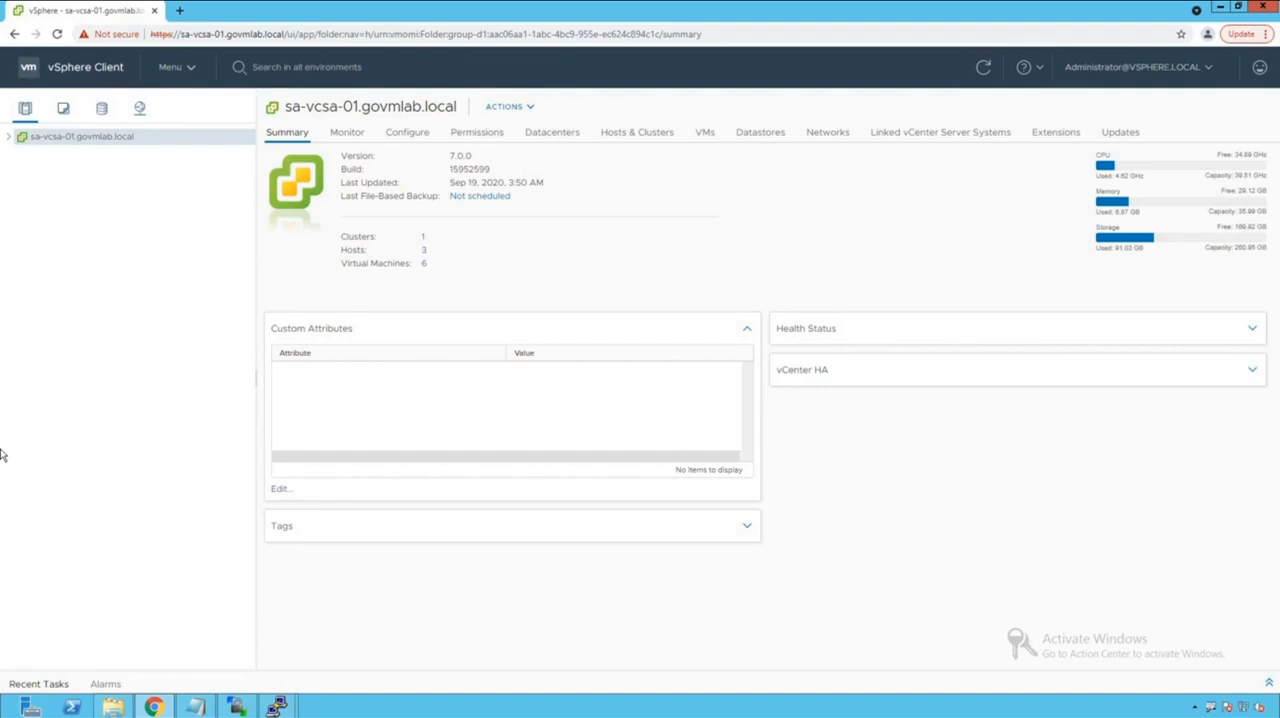 vSphere - sa-vcsa-01.govmlab.loc
Not secure
https://sa-vcsa-01.govmlab.local/ui/app/folder;nav=h/urn:vmomi:Folder:group-d1:aac06aa1-1abc-4bc9-955e-ec624c894c1c/summary
Update
vm vSphere Client
Menu
Search in all environments
Administrator@VSPHERE.LOCAL
sa-vcsa-01.govmlab.local
sa-vcsa-01.govmlab.local
ACTIONS
Summary Monitor Configure Permissions Datacenters Hosts & Clusters VMs Datastores Networks Linked vCenter Server Systems Extensions Updates
Version: 7.0.0
Build: 15952599
Last Updated: Sep 19, 2020, 3:50 AM
Last File-Based Backup: Not scheduled
Clusters: 1
Hosts: 3
Virtual Machines: 6
CPU Free: 34.89 GHz
Used: 4.62 GHz Capacity: 39.51 GHz
Memory Free: 29.12 GB
Used: 6.87 GB Capacity: 35.99 GB
Storage Free: 169.92 GB
Used: 91.03 GB Capacity: 260.95 GB
Custom Attributes
Attribute Value
No items to display
Edit...
Tags
Health Status
vCenter HA
Activate Windows
Go to Action Center to activate Windows.
Recent Tasks Alarms